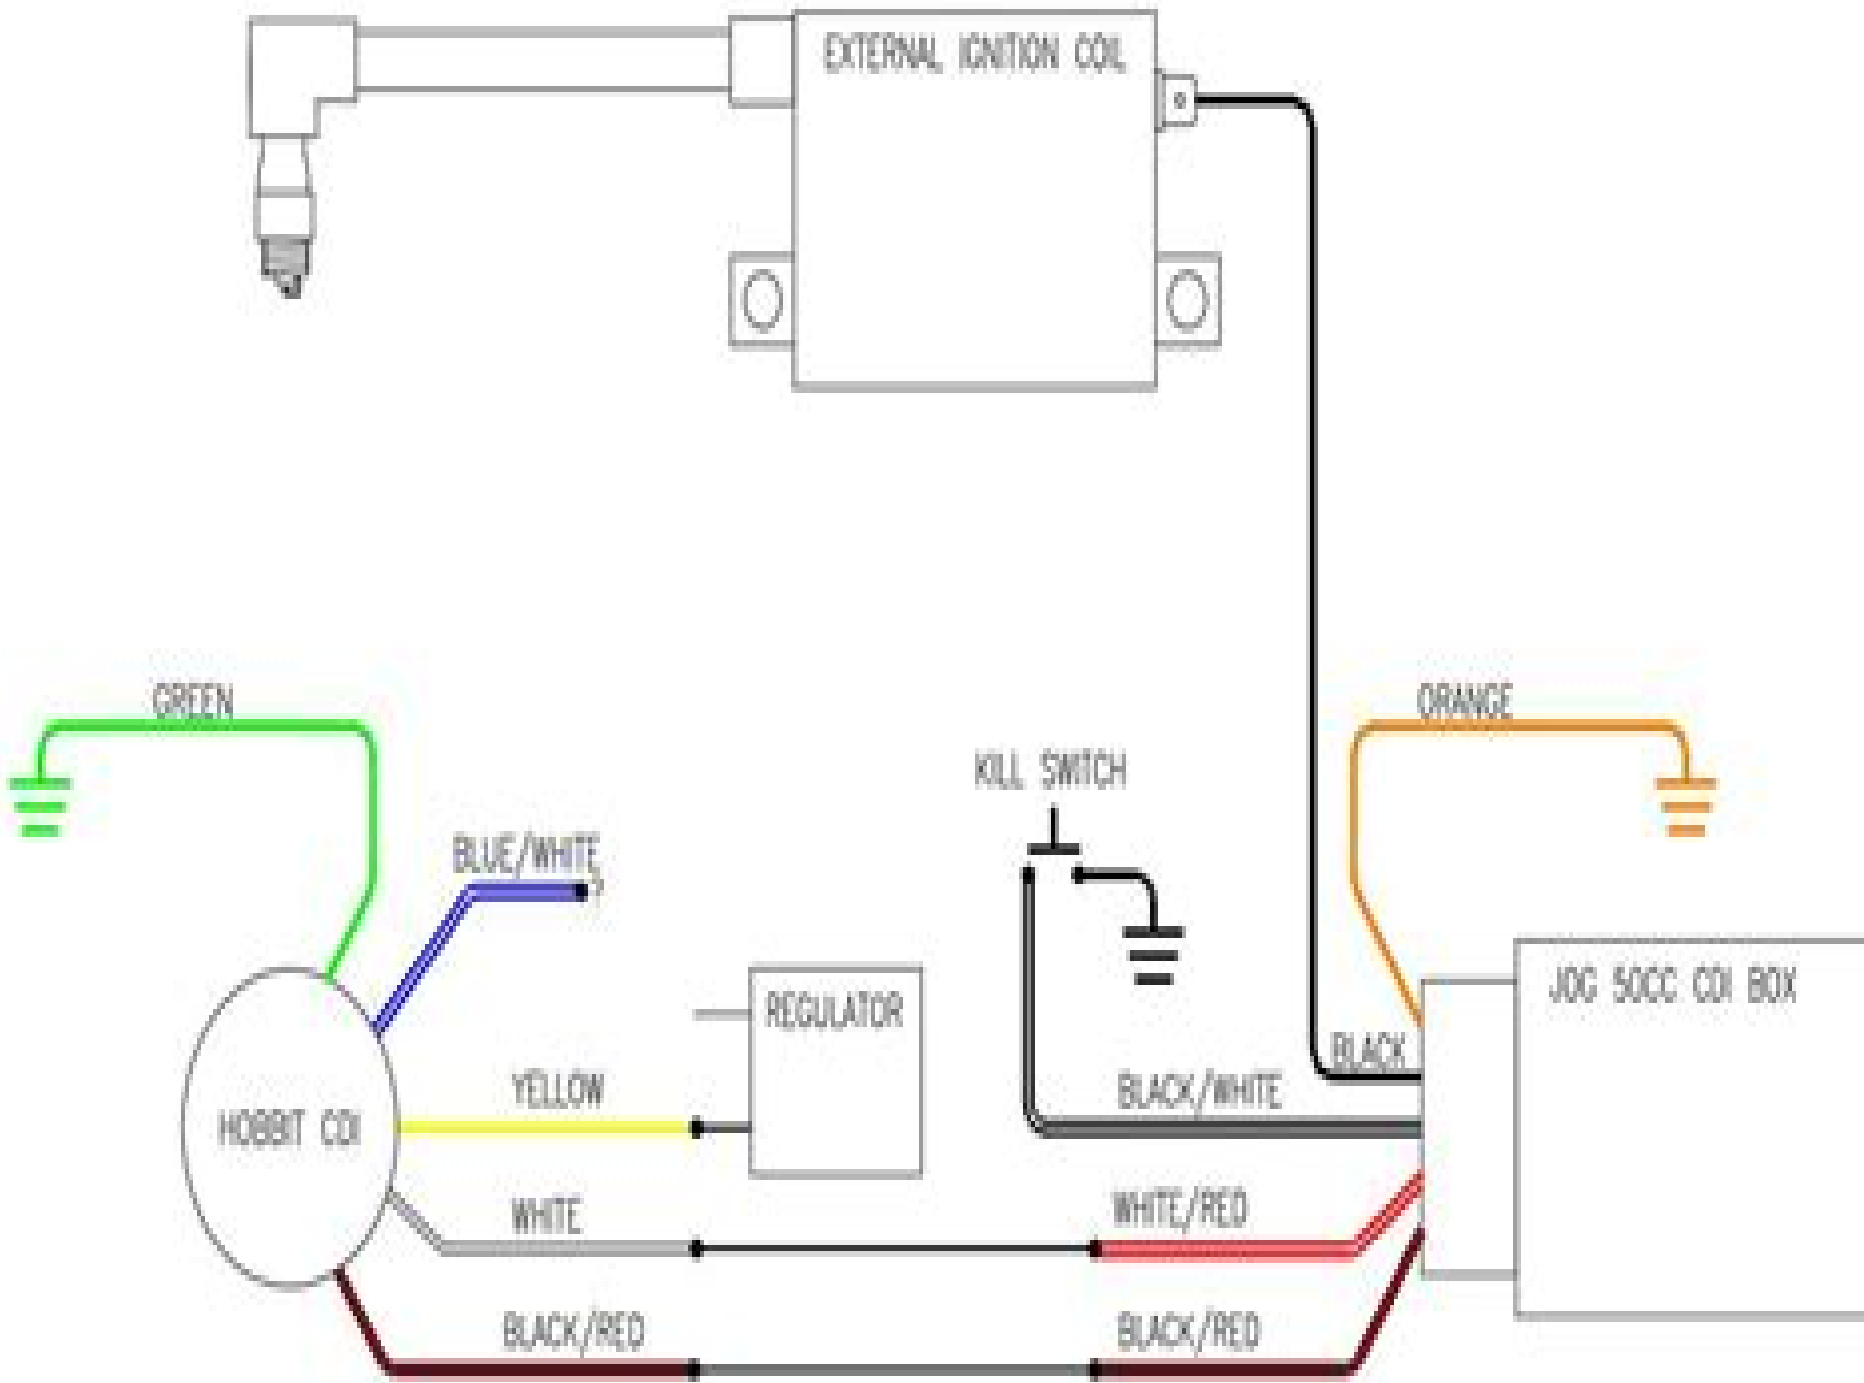 EXTERNAL IGNITION COIL
GREEN
ORANGE
KILL SWITCH
BLUE/WHITE
?
JOG 50CC CDI BOX
REGULATOR
BLACK
YELLOW
BLACK/WHITE
HOBBIT CDI
WHITE
WHITE/RED
BLACK/RED
BLACK/RED